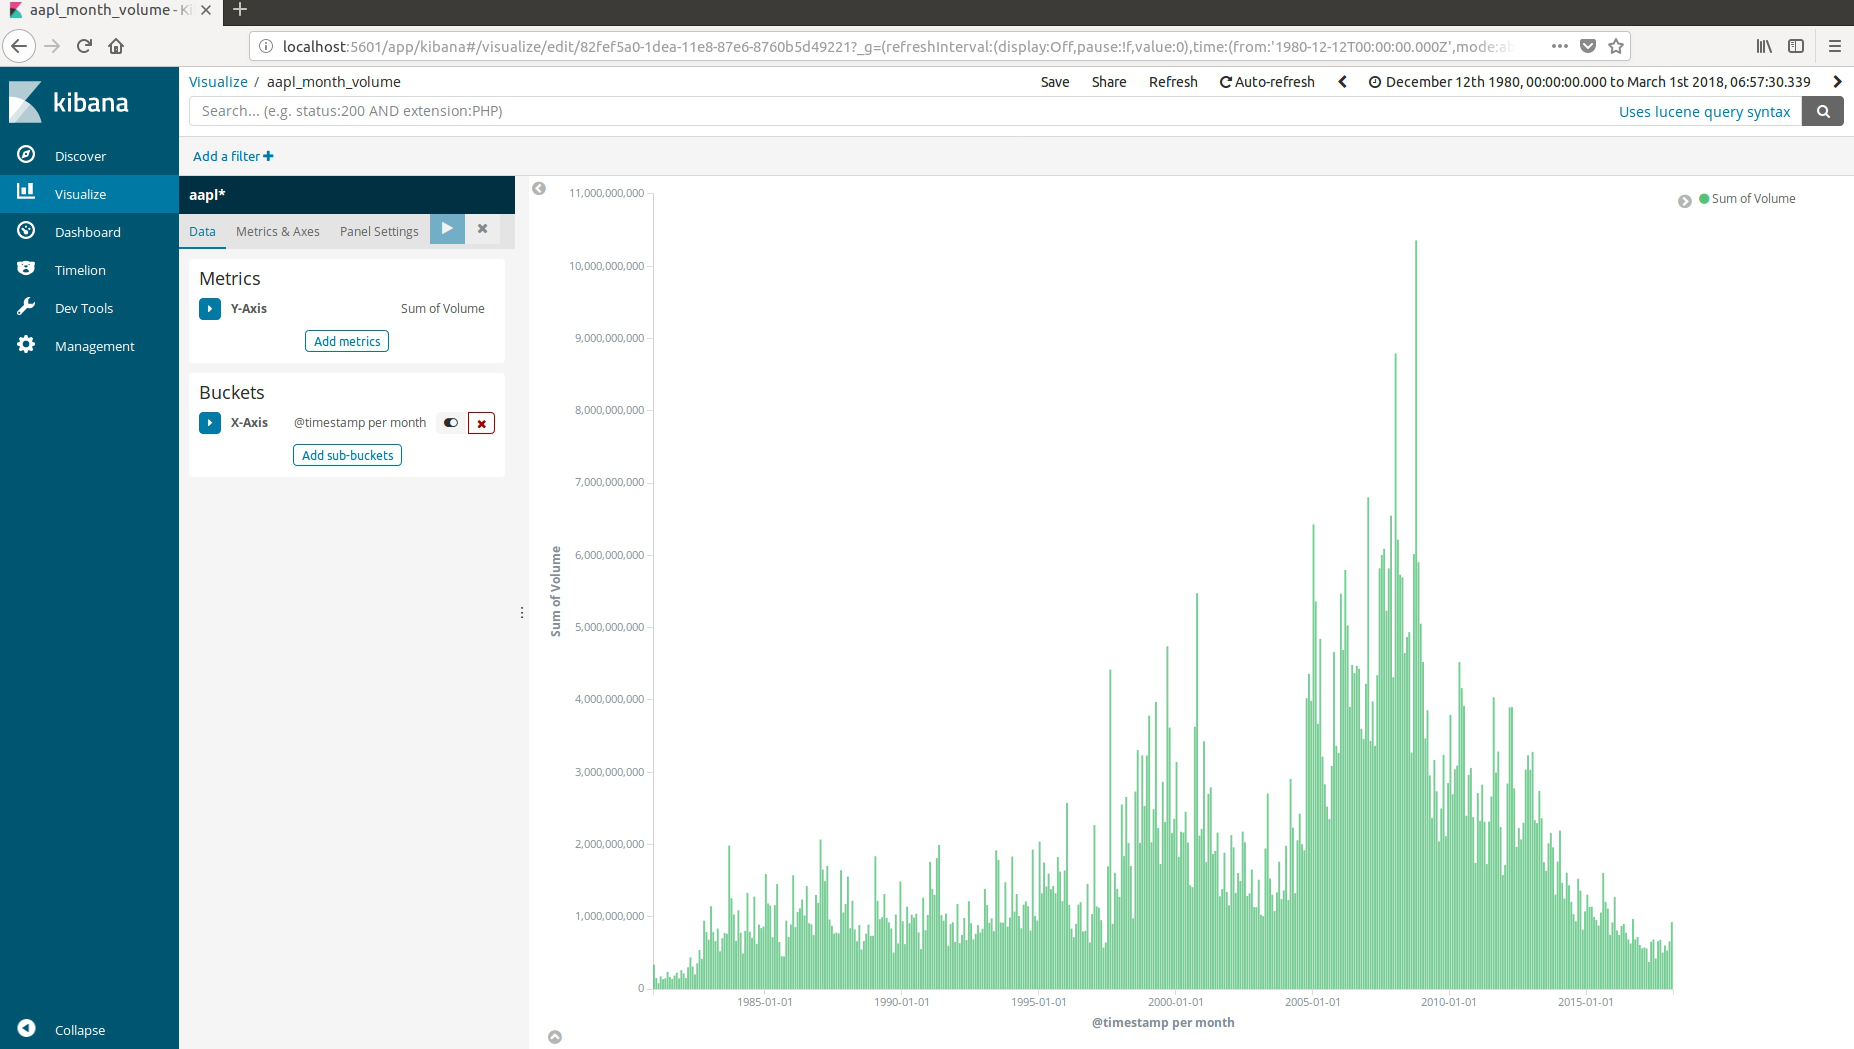 aapl_month_volume - Ki
localhost:5601/app/kibana#/visualize/edit/82fef5a0-1dea-11e8-87e6-8760b5d49221?_g=(refreshInterval:(display:Off,pause:!f,value:0),time:(from:'1980-12-12T00:00:00.000Z',mode:ab
kibana
Discover
Visualize
Dashboard
Timelion
Dev Tools
Management
Collapse
Visualize / aapl_month_volume
Save Share Refresh Auto-refresh December 12th 1980, 00:00:00.000 to March 1st 2018, 06:57:30.339
Search... (e.g. status:200 AND extension:PHP)
Uses lucene query syntax
Add a filter
aapl*
Data Metrics & Axes Panel Settings
Metrics
Y-Axis Sum of Volume
Add metrics
Buckets
X-Axis @timestamp per month
Add sub-buckets
Sum of Volume
11,000,000,000
10,000,000,000
9,000,000,000
8,000,000,000
7,000,000,000
6,000,000,000
5,000,000,000
4,000,000,000
3,000,000,000
2,000,000,000
1,000,000,000
0
Sum of Volume
1985-01-01 1990-01-01 1995-01-01 2000-01-01 2005-01-01 2010-01-01 2015-01-01
@timestamp per month